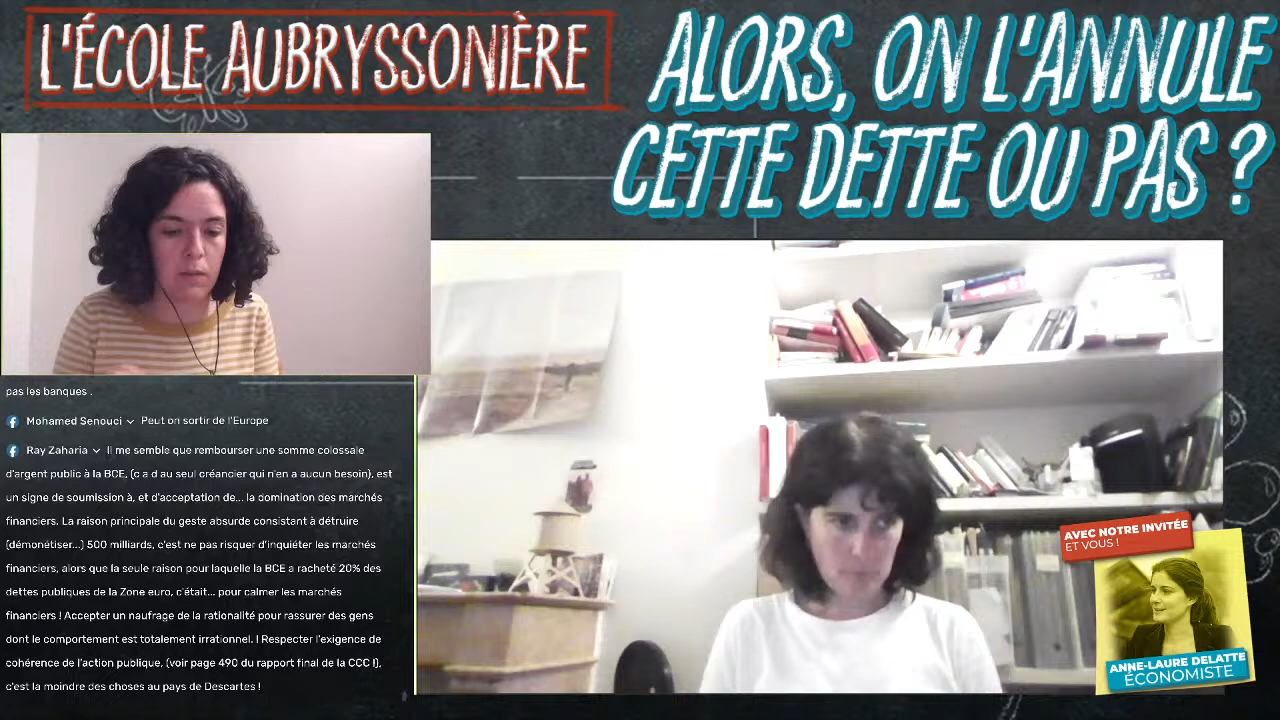 L'ÉCOLE AUBRYSSONIÈRE
ALORS, ON L'ANNULE
CETTE DETTE OU PAS ?
pas les banques .
Mohamed Senouci Peut on sortir de l'Europe
Ray Zaharia Il me semble que rembourser une somme colossale
d'argent public à la BCE, (c a d au seul créancier qui n'en a aucun besoin), est
un signe de soumission à, et d'acceptation de... la domination des marchés
financiers. La raison principale du geste absurde consistant à détruire
(démonétiser...) 500 milliards, c'est ne pas risquer d'inquiéter les marchés
financiers, alors que la seule raison pour laquelle la BCE a racheté 20% des
dettes publiques de la Zone euro, c'était... pour calmer les marchés
financiers ! Accepter un naufrage de la rationalité pour rassurer des gens
dont le comportement est totalement irrationnel. ! Respecter l'exigence de
cohérence de l'action publique, (voir page 490 du rapport final de la CCC !),
c'est la moindre des choses au pays de Descartes !
AVEC NOTRE INVITÉE
ET VOUS !
ANNE-LAURE DELATTE
ÉCONOMISTE